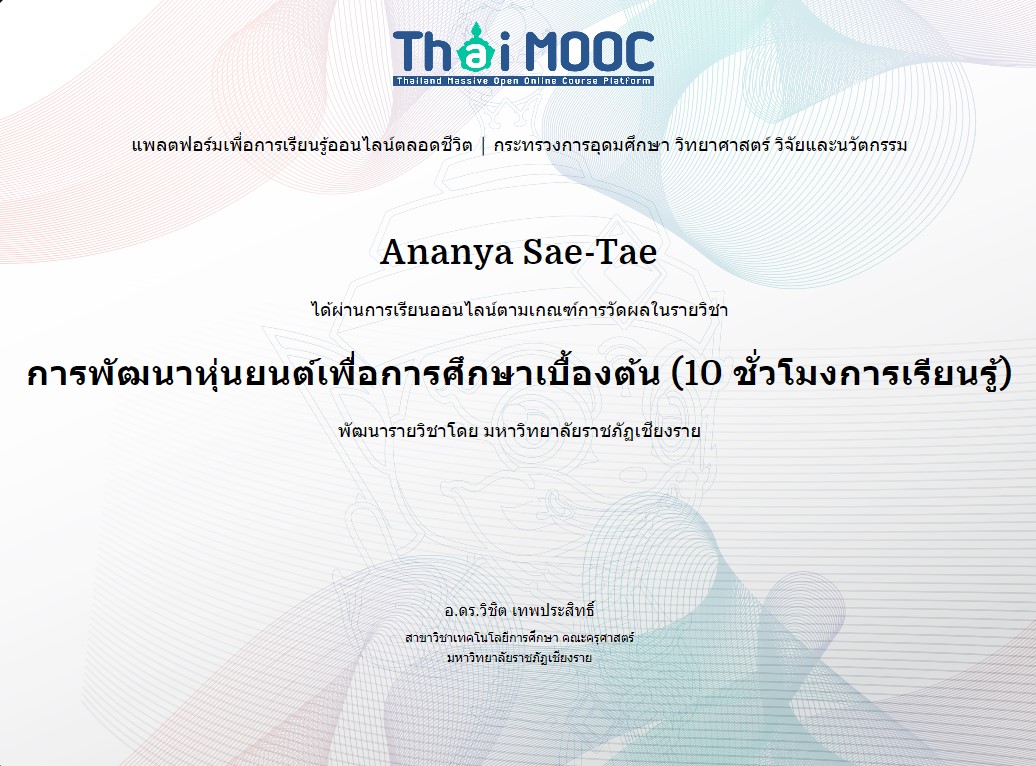 Thai MOOC
Thailand Massive Open Online Course Platform
แพลตฟอร์มเพื่อการเรียนรู้ออนไลน์ตลอดชีวิต | กระทรวงการอุดมศึกษา วิทยาศาสตร์ วิจัยและนวัตกรรม
Ananya Sae-Tae
ได้ผ่านการเรียนออนไลน์ตามเกณฑ์การวัดผลในรายวิชา
การพัฒนาหุ่นยนต์เพื่อการศึกษาเบื้องต้น (10 ชั่วโมงการเรียนรู้)
พัฒนารายวิชาโดย มหาวิทยาลัยราชภัฏเชียงราย
อ.ดร.วิชิต เทพประสิทธิ์
สาขาวิชาเทคโนโลยีการศึกษา คณะครุศาสตร์
มหาวิทยาลัยราชภัฏเชียงราย